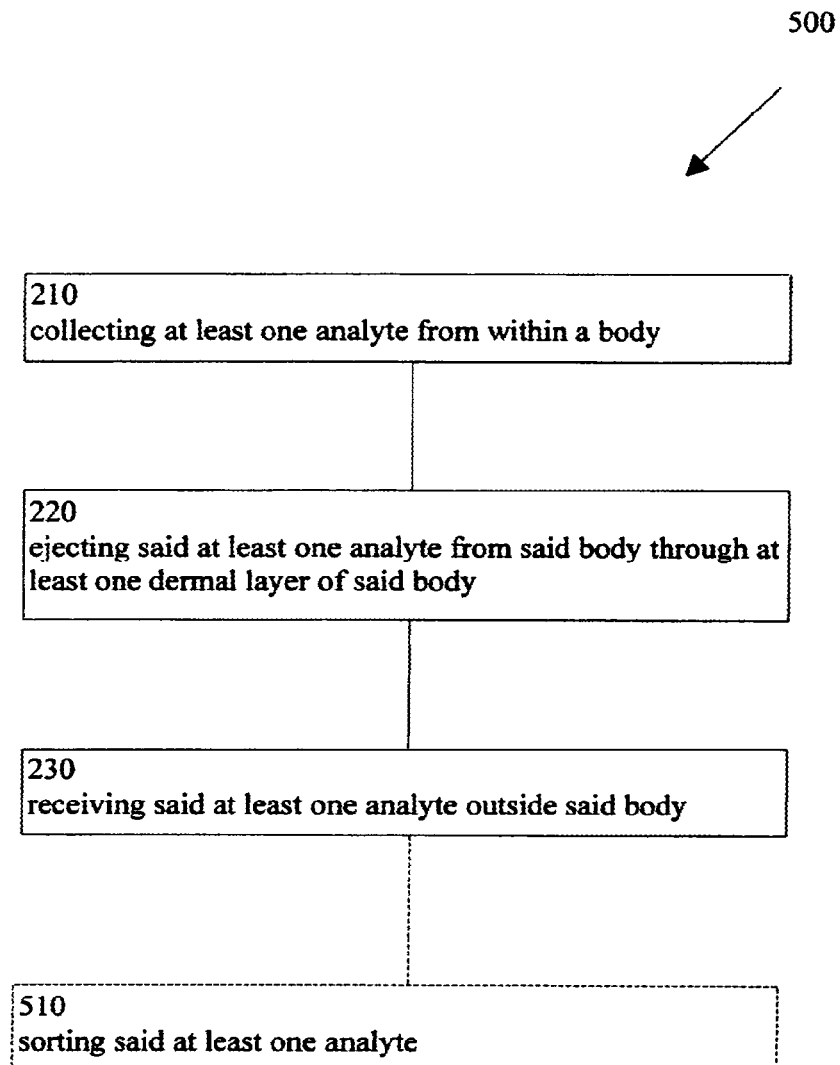 500
210
collecting at least one analyte from within a body
220
ejecting said at least one analyte from said body through at
least one dermal layer of said body
230
receiving said at least one analyte outside said body
510
sorting said at least one analyte